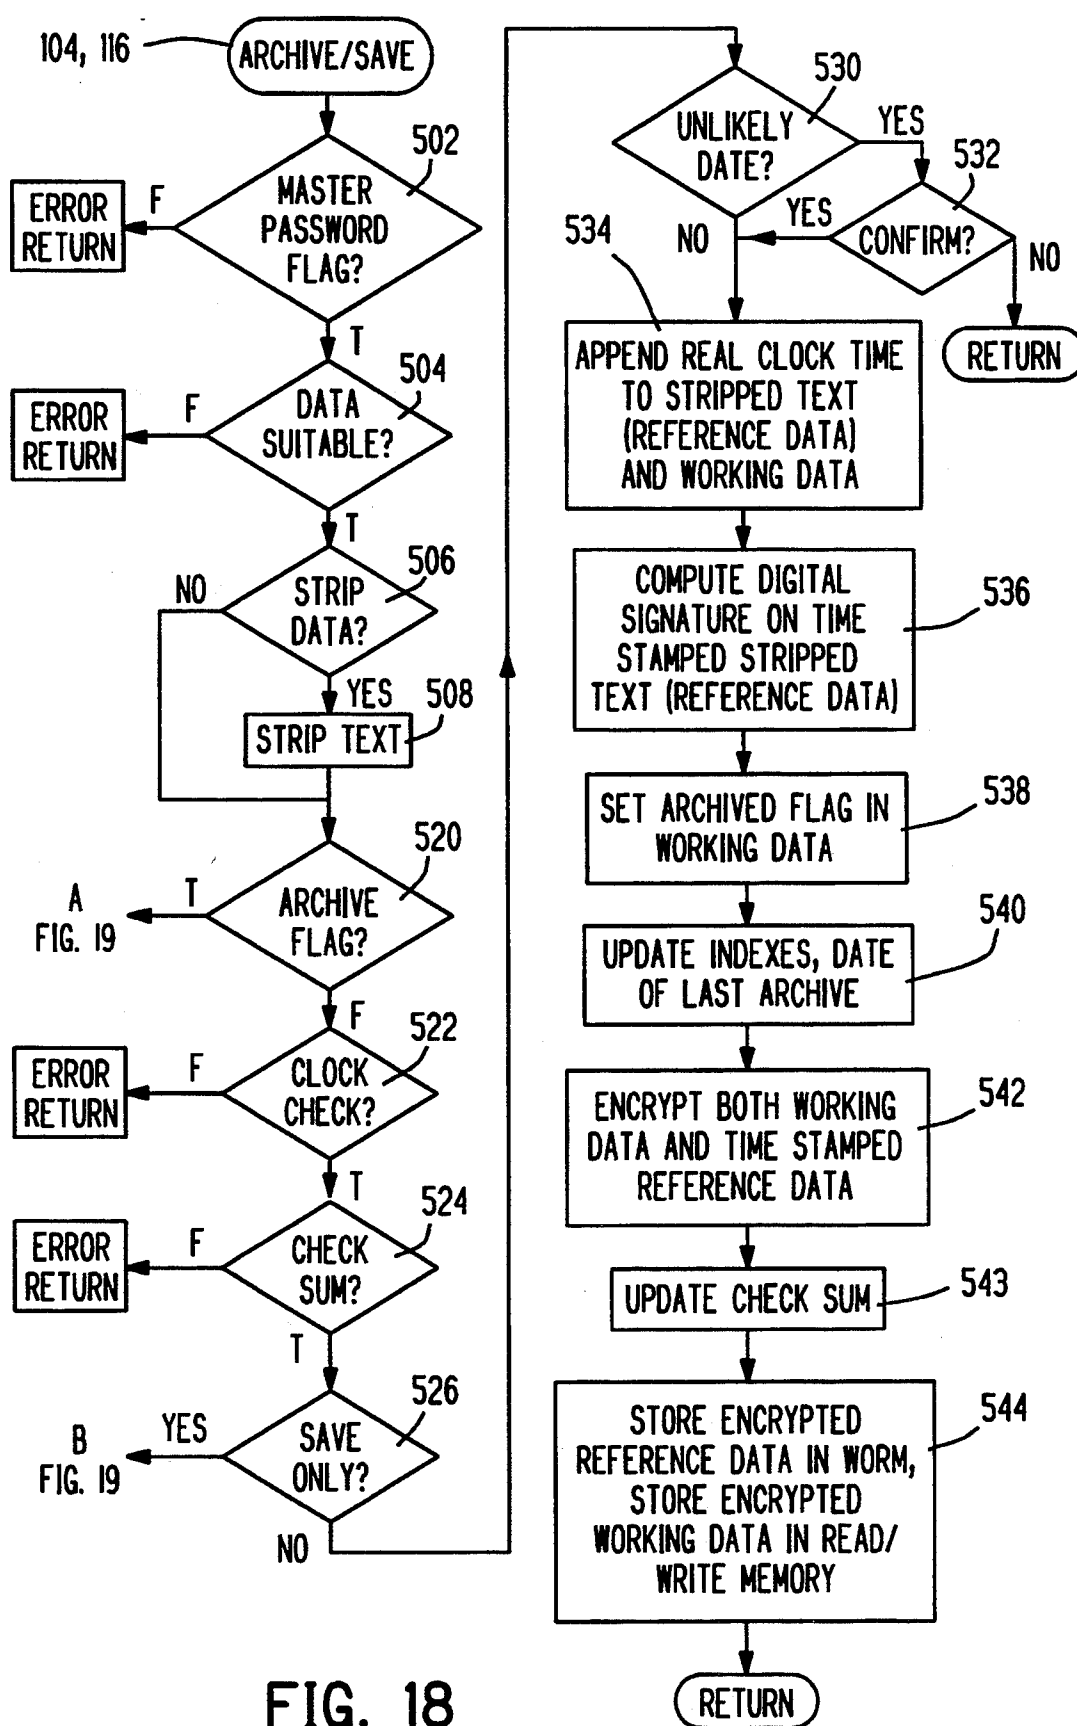 104, 116
ARCHIVE/SAVE
502
MASTER
PASSWORD
FLAG?
F
ERROR
RETURN
T
504
DATA
SUITABLE?
F
ERROR
RETURN
T
506
STRIP
DATA?
NO
YES
508
STRIP TEXT
520
ARCHIVE
FLAG?
T
A
FIG. 19
F
522
CLOCK
CHECK?
F
ERROR
RETURN
T
524
CHECK
SUM?
F
ERROR
RETURN
T
526
SAVE
ONLY?
YES
B
FIG. 19
NO
530
UNLIKELY
DATE?
YES
532
CONFIRM?
YES
NO
NO
RETURN
534
APPEND REAL CLOCK TIME
TO STRIPPED TEXT
(REFERENCE DATA)
AND WORKING DATA
COMPUTE DIGITAL
SIGNATURE ON TIME
STAMPED STRIPPED
TEXT (REFERENCE DATA)
536
SET ARCHIVED FLAG IN
WORKING DATA
538
UPDATE INDEXES, DATE
OF LAST ARCHIVE
540
ENCRYPT BOTH WORKING
DATA AND TIME STAMPED
REFERENCE DATA
542
UPDATE CHECK SUM
543
STORE ENCRYPTED
REFERENCE DATA IN WORM,
STORE ENCRYPTED
WORKING DATA IN READ/
WRITE MEMORY
544
RETURN
FIG. 18